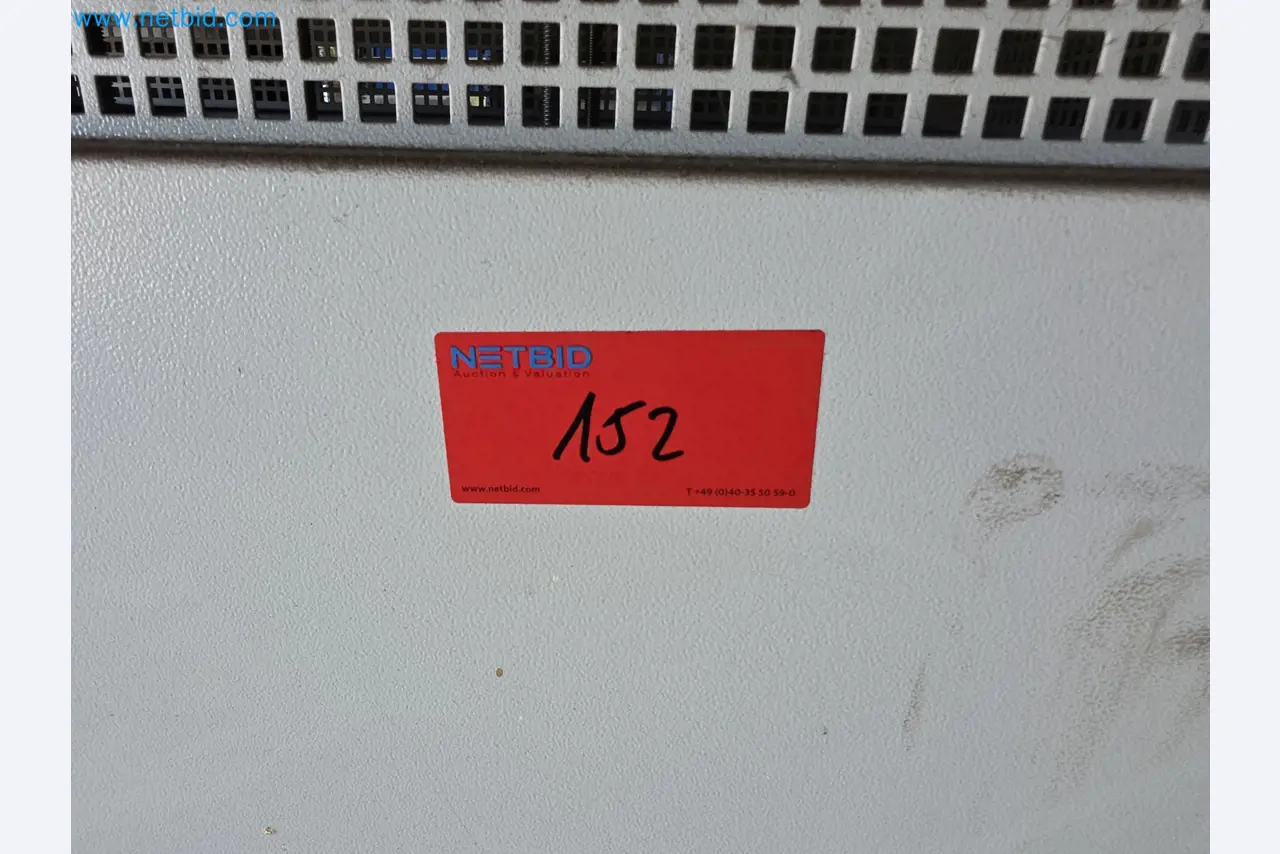 www.netbid.com
NETBID
Auction & Valuation
152
www.netbid.com
T +49 (0)40-35 50 59-0